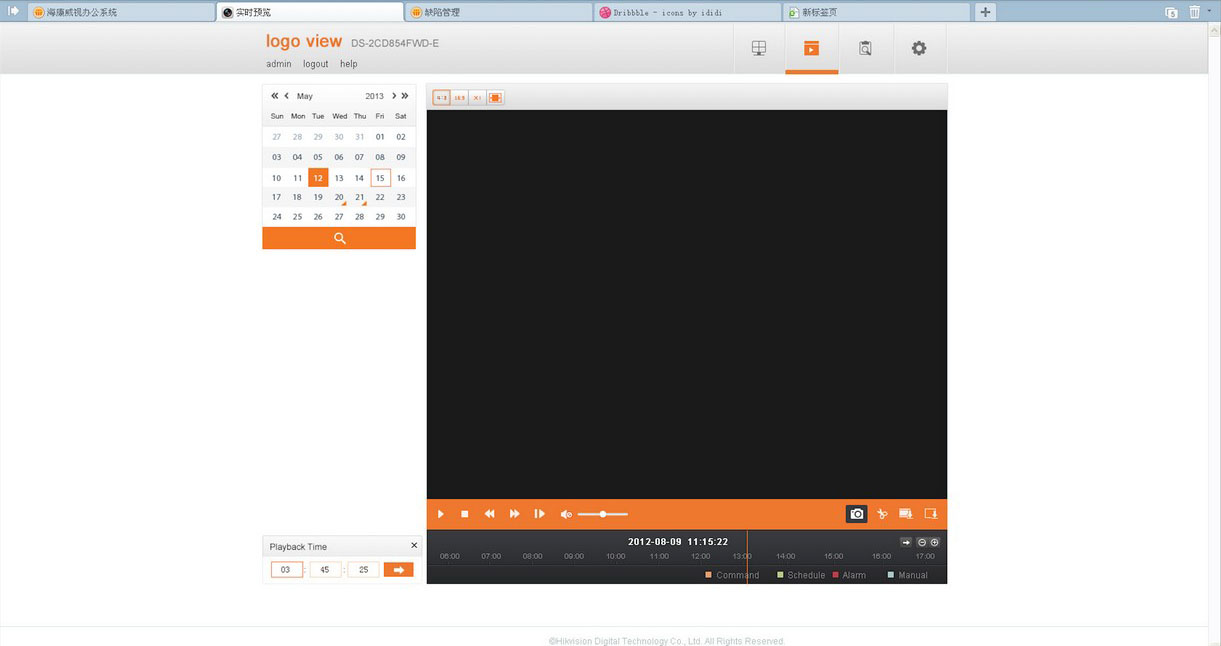 海康威视办公系统
实时预览
缺陷管理
Dribbble - icons by ididi
新标签页
5
logo view DS-2CD854FWD-E
admin logout help
May 2013
Sun Mon Tue Wed Thu Fri Sat
27 28 29 30 31 01 02
03 04 05 06 07 08 09
10 11 12 13 14 15 16
17 18 19 20 21 22 23
24 25 26 27 28 29 30
4:3 16:9 X1
2012-08-09 11:15:22
06:00 07:00 08:00 09:00 10:00 11:00 12:00 13:00 14:00 15:00 16:00 17:00
Command Schedule Alarm Manual
Playback Time
03 : 45 : 25
©Hikvision Digital Technology Co., Ltd. All Rights Reserved.